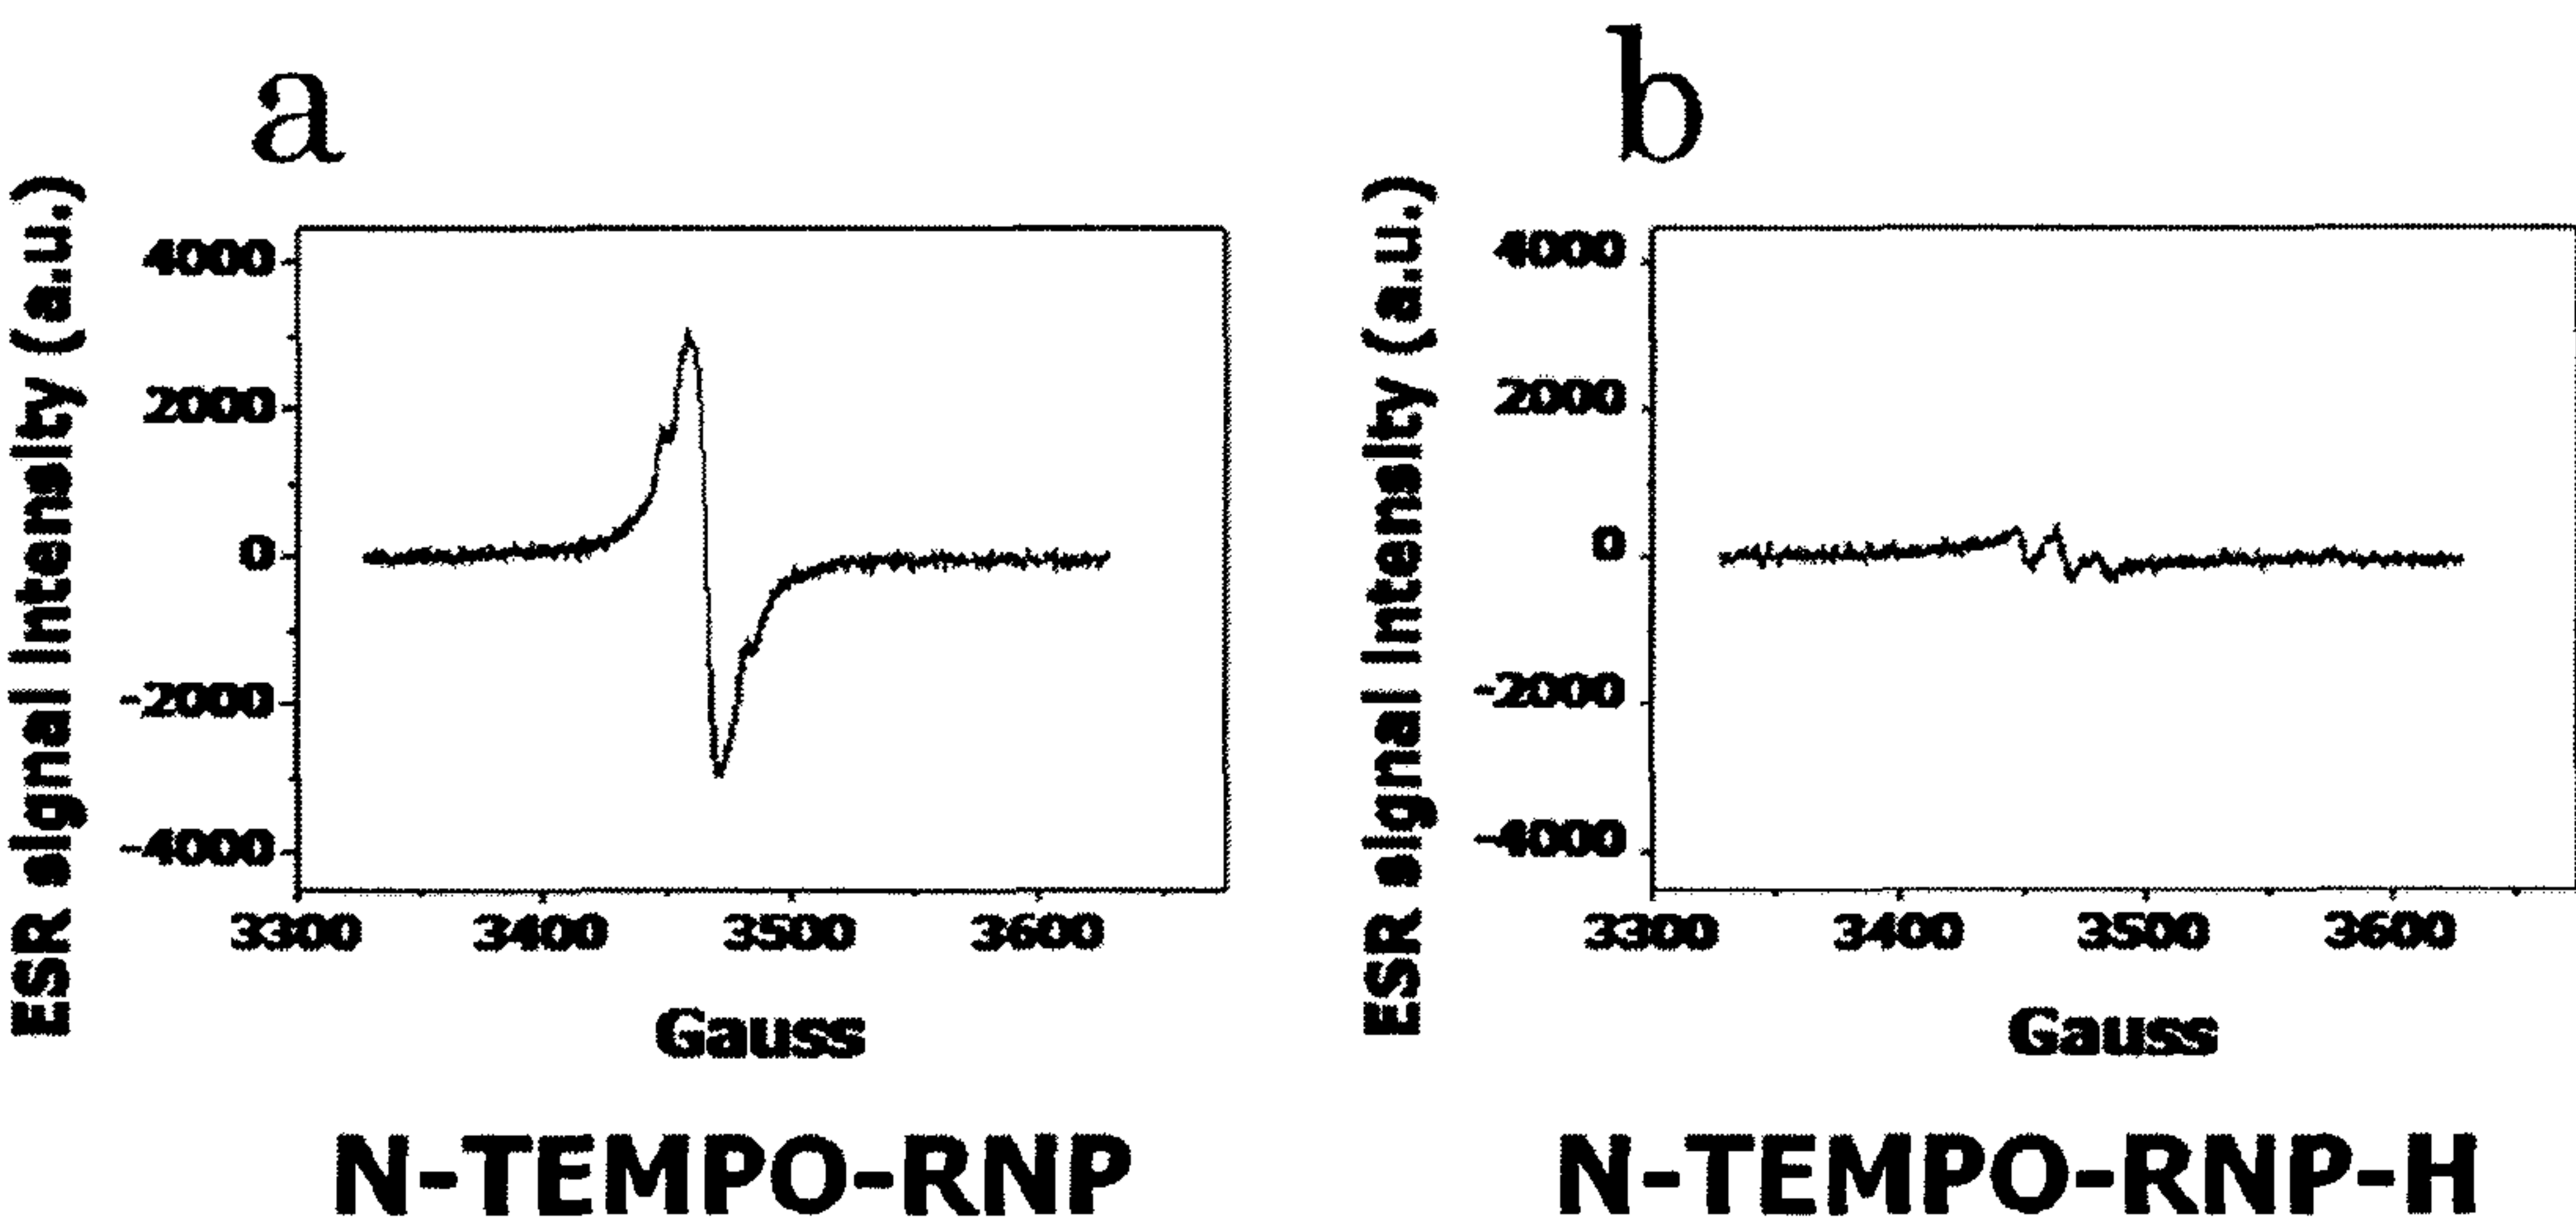 a
b
ESR signal Intensity (a.u.)
4000
2000
0
-2000
-4000
3300 3400 3500 3600
Gauss
N-TEMPO-RNP
ESR signal Intensity (a.u.)
4000
2000
0
-2000
-4000
3300 3400 3500 3600
Gauss
N-TEMPO-RNP-H